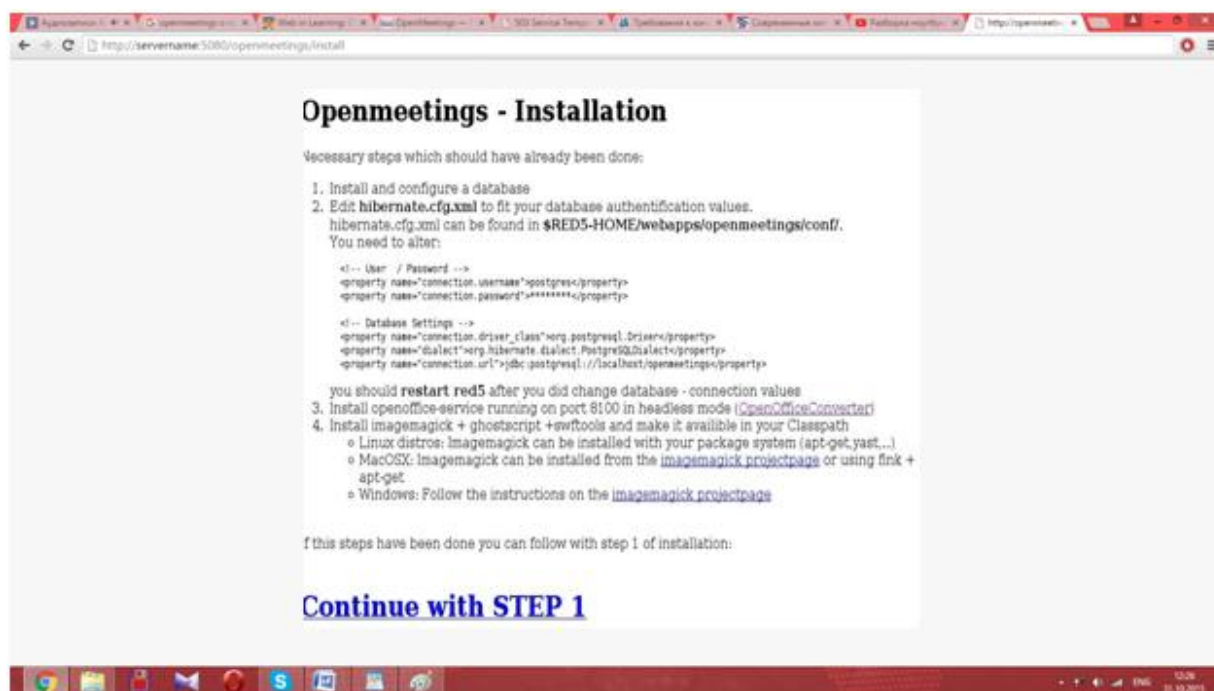 http://servername:5080/openmeetings/install
Openmeetings - Installation
Necessary steps which should have already been done:
1. Install and configure a database
2. Edit hibernate.cfg.xml to fit your database authentification values.
hibernate.cfg.xml can be found in $RED5-HOME/webapps/openmeetings/conf/.
You need to alter:
<!-- User / Password -->
<property name="connection.username">postgres</property>
<property name="connection.password">********</property>
<!-- Database Settings -->
<property name="connection.driver_class">org.postgresql.Driver</property>
<property name="dialect">org.hibernate.dialect.PostgreSQLDialect</property>
<property name="connection.url">jdbc:postgresql://localhost/openmeetings</property>
you should restart red5 after you did change database - connection values
3. Install openoffice-service running on port 8100 in headless mode (OpenOfficeConverter)
4. Install imagemagick + ghostscript +swftools and make it availible in your Classpath
Linux distros: Imagemagick can be installed with your package system (apt-get,yast,...)
MacOSX: Imagemagick can be installed from the imagemagick projectpage or using fink +
apt-get
Windows: Follow the instructions on the imagemagick projectpage
f this steps have been done you can follow with step 1 of installation:
Continue with STEP 1
ENG
12:26